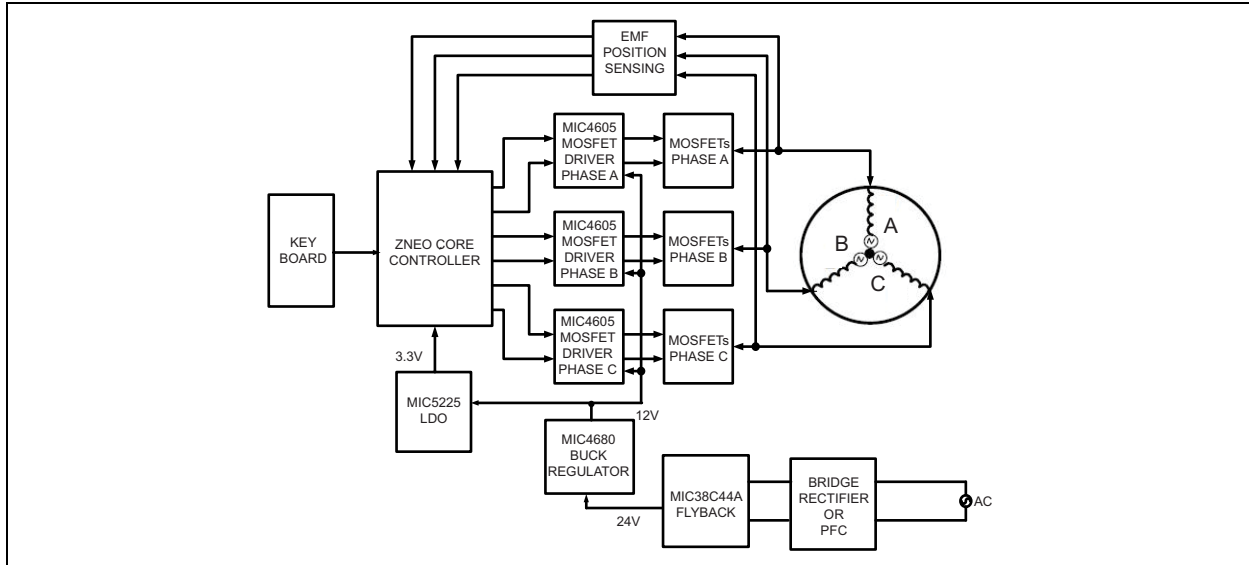 EMF
POSITION
SENSING
MIC4605
MOSFET
DRIVER
PHASE A
MOSFETs
PHASE A
KEY
BOARD
ZNEO CORE
CONTROLLER
MIC4605
MOSFET
DRIVER
PHASE B
MOSFETs
PHASE B
A
B
C
MIC4605
MOSFET
DRIVER
PHASE C
MOSFETs
PHASE C
3.3V
MIC5225
LDO
12V
MIC4680
BUCK
REGULATOR
24V
MIC38C44A
FLYBACK
BRIDGE
RECTIFIER
OR
PFC
AC